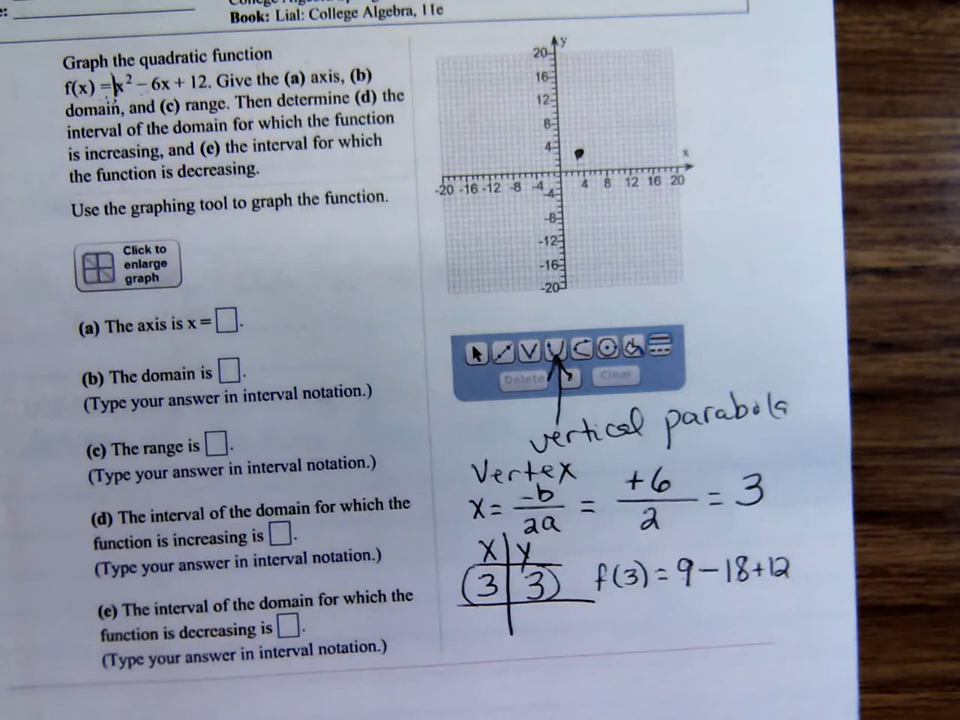 Book: Lial: College Algebra, 11e
Graph the quadratic function
f(x) = x² − 6x + 12. Give the (a) axis, (b)
domain, and (c) range. Then determine (d) the
interval of the domain for which the function
is increasing, and (e) the interval for which
the function is decreasing.
Use the graphing tool to graph the function.
Click to
enlarge
graph
(a) The axis is x = .
(b) The domain is .
(Type your answer in interval notation.)
(c) The range is .
(Type your answer in interval notation.)
(d) The interval of the domain for which the
function is increasing is .
(Type your answer in interval notation.)
(e) The interval of the domain for which the
function is decreasing is .
(Type your answer in interval notation.)
y
20
16
12
8
4
x
-20 -16 -12 -8 -4 4 8 12 16 20
-4
-8
-12
-16
-20
Delete ? Clear
vertical parabola
Vertex
x = -b/2a = +6/2 = 3
x y
3 3 f(3) = 9 - 18 + 12